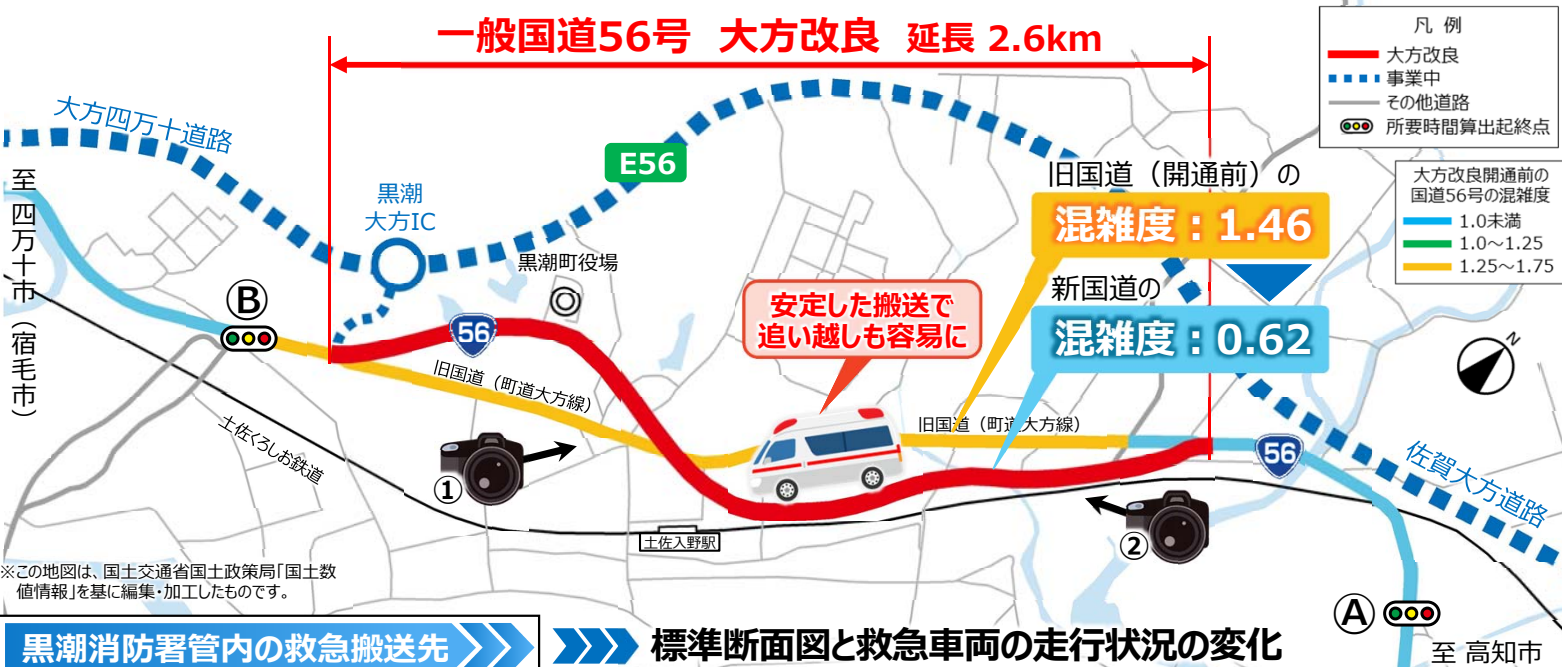 一般国道56号 大方改良 延長 2.6km
凡 例
大方改良
事業中
その他道路
所要時間算出起終点
大方改良開通前の
国道56号の混雑度
1.0未満
1.0～1.25
1.25～1.75
大方四万十道路
至 四万十市（宿毛市）
黒潮
大方IC
E56
黒潮町役場
旧国道（開通前）の
混雑度：1.46
新国道の
混雑度：0.62
安定した搬送で
追い越しも容易に
N
B
56
旧国道（町道大方線）
旧国道（町道大方線）
56
佐賀大方道路
土佐くろしお鉄道
①
②
土佐入野駅
※この地図は、国土交通省国土政策局「国土数
値情報」を基に編集・加工したものです。
A
至 高知市
黒潮消防署管内の救急搬送先
標準断面図と救急車両の走行状況の変化